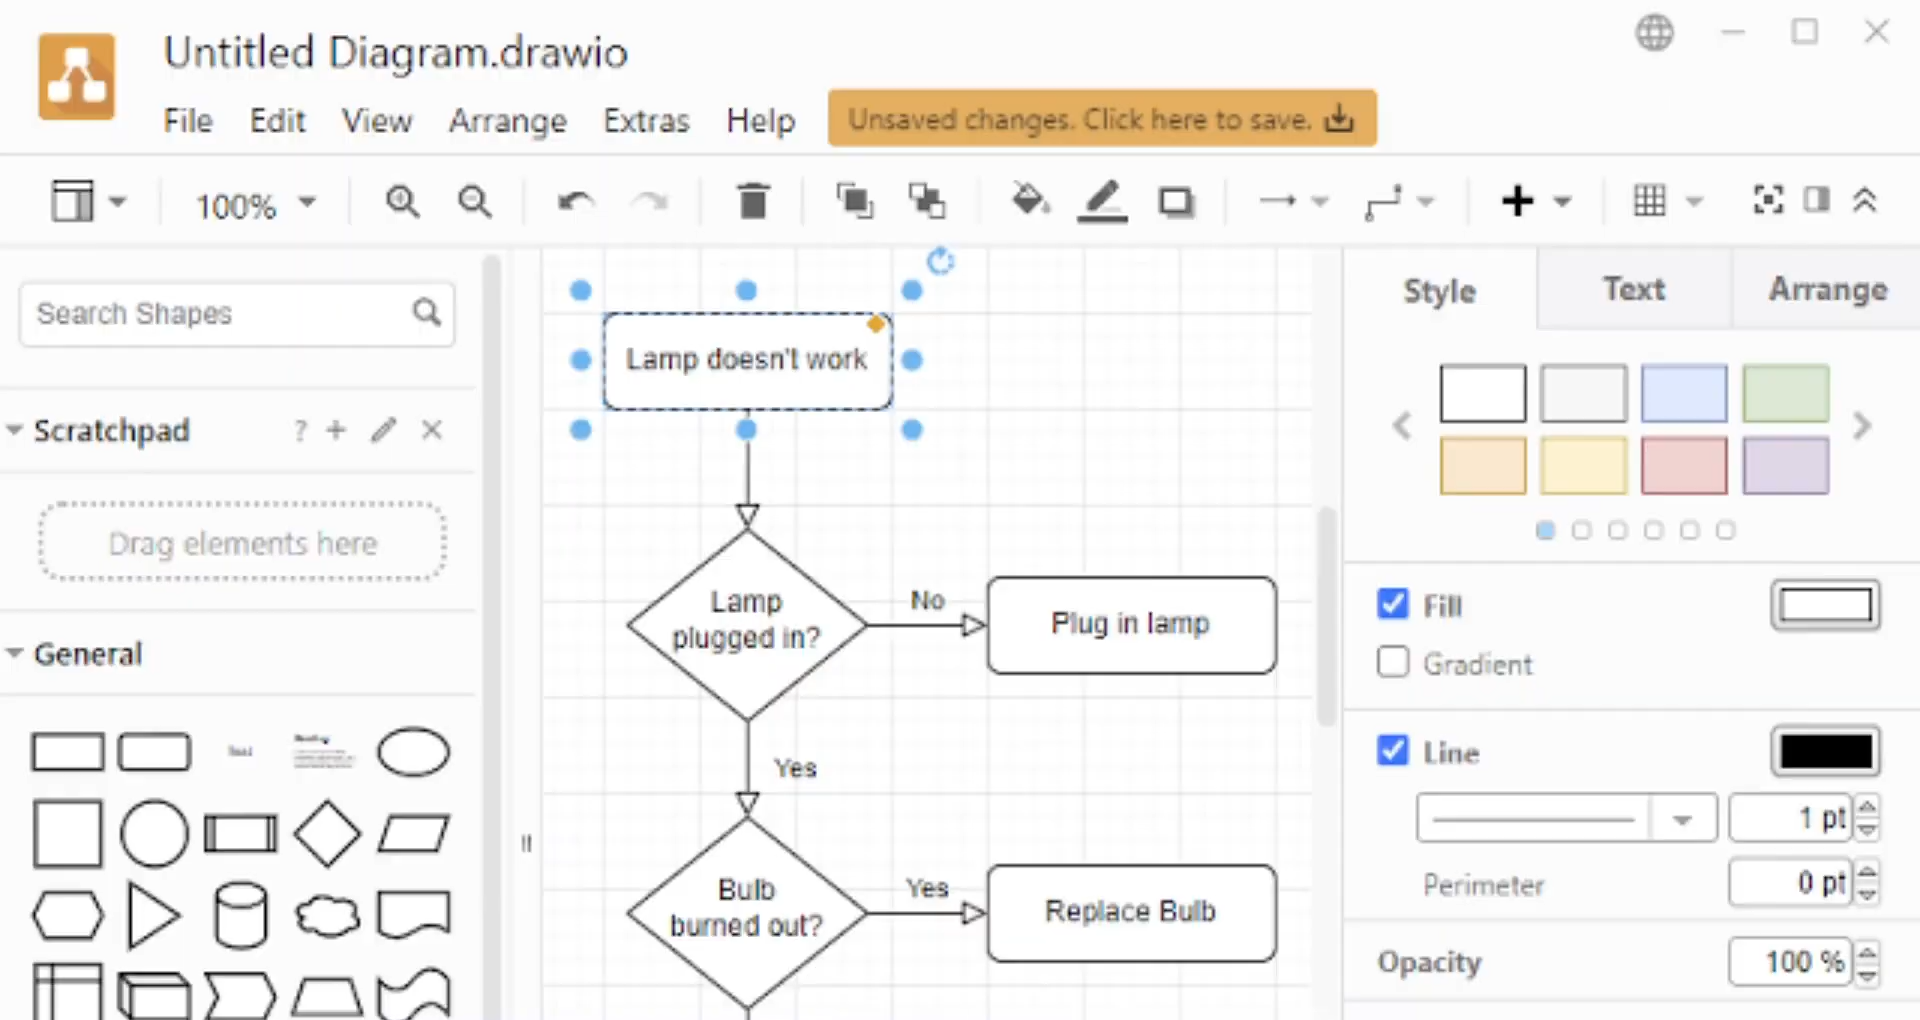 Untitled Diagram.drawio
File Edit View Arrange Extras Help Unsaved changes. Click here to save.
100%
Search Shapes
Scratchpad ? +
Drag elements here
General
Text
Heading
Lamp doesn't work
Lamp
plugged in?
No
Plug in lamp
Yes
Bulb
burned out?
Yes
Replace Bulb
Style Text Arrange
Fill
Gradient
Line
1 pt
Perimeter 0 pt
Opacity 100 %